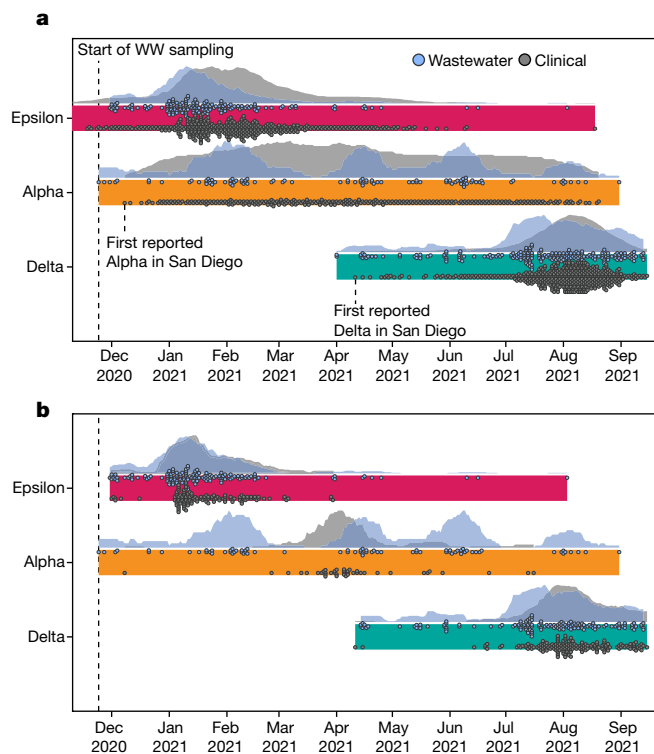 a
Start of WW sampling
Wastewater Clinical
Epsilon
Alpha
First reported
Alpha in San Diego
Delta
First reported
Delta in San Diego
Dec Jan Feb Mar Apr May Jun Jul Aug Sep
2020 2021 2021 2021 2021 2021 2021 2021 2021 2021
b
Epsilon
Alpha
Delta
Dec Jan Feb Mar Apr May Jun Jul Aug Sep
2020 2021 2021 2021 2021 2021 2021 2021 2021 2021